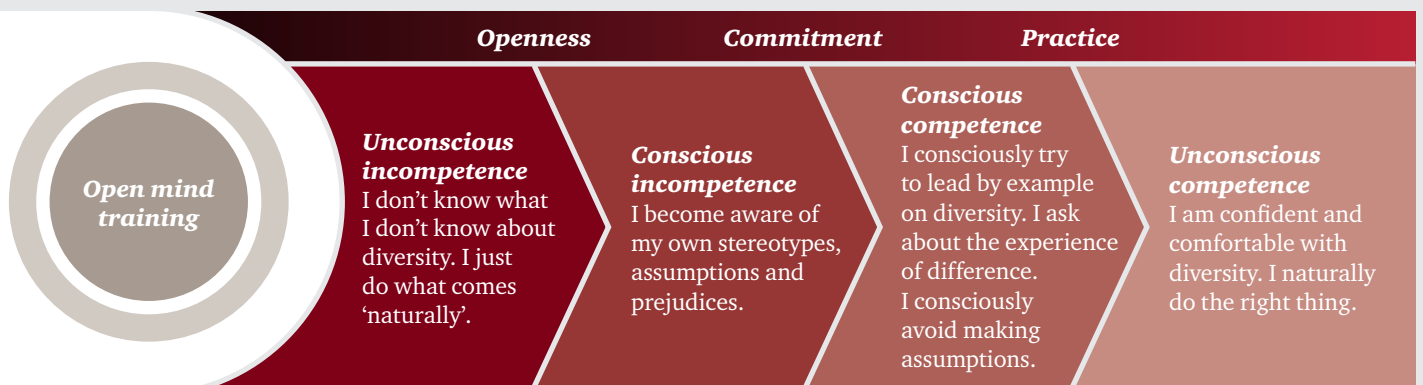 Openness
Commitment
Practice
Open mind
training
Unconscious
incompetence
I don’t know what
I don’t know about
diversity. I just
do what comes
‘naturally’.
Conscious
incompetence
I become aware of
my own stereotypes,
assumptions and
prejudices.
Conscious
competence
I consciously try
to lead by example
on diversity. I ask
about the experience
of difference.
I consciously
avoid making
assumptions.
Unconscious
competence
I am confident and
comfortable with
diversity. I naturally
do the right thing.